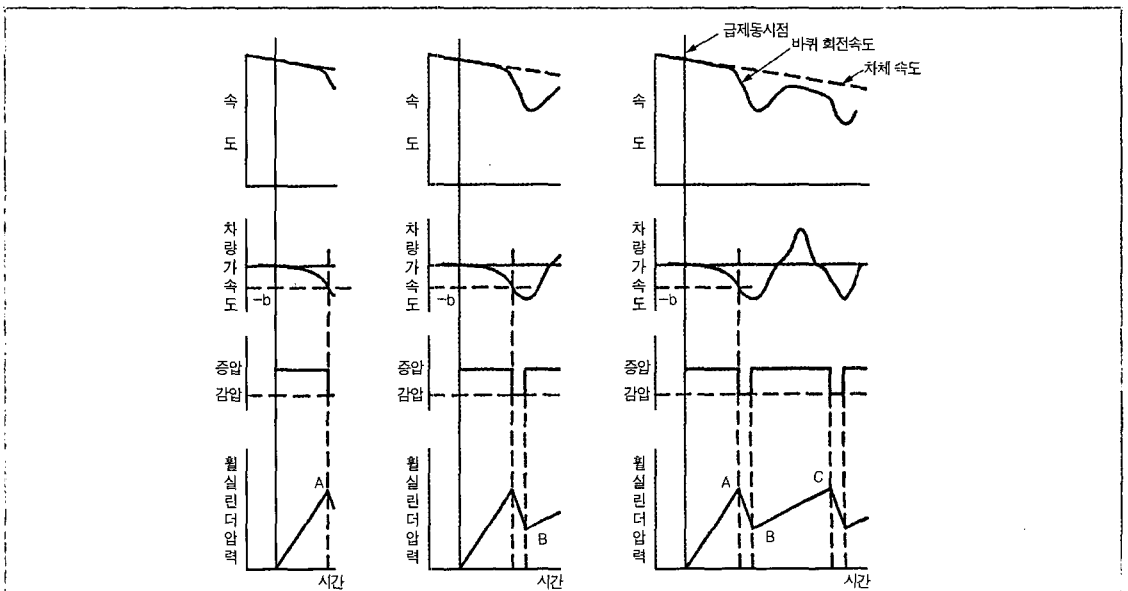 급제동시점
바퀴 회전속도
차체 속도
속도
속도
속도
차량가속도
차량가속도
차량가속도
-b
-b
-b
증압
증압
증압
감압
감압
감압
휠실린더압력
휠실린더압력
휠실린더압력
A
B
A
B
C
시간
시간
시간